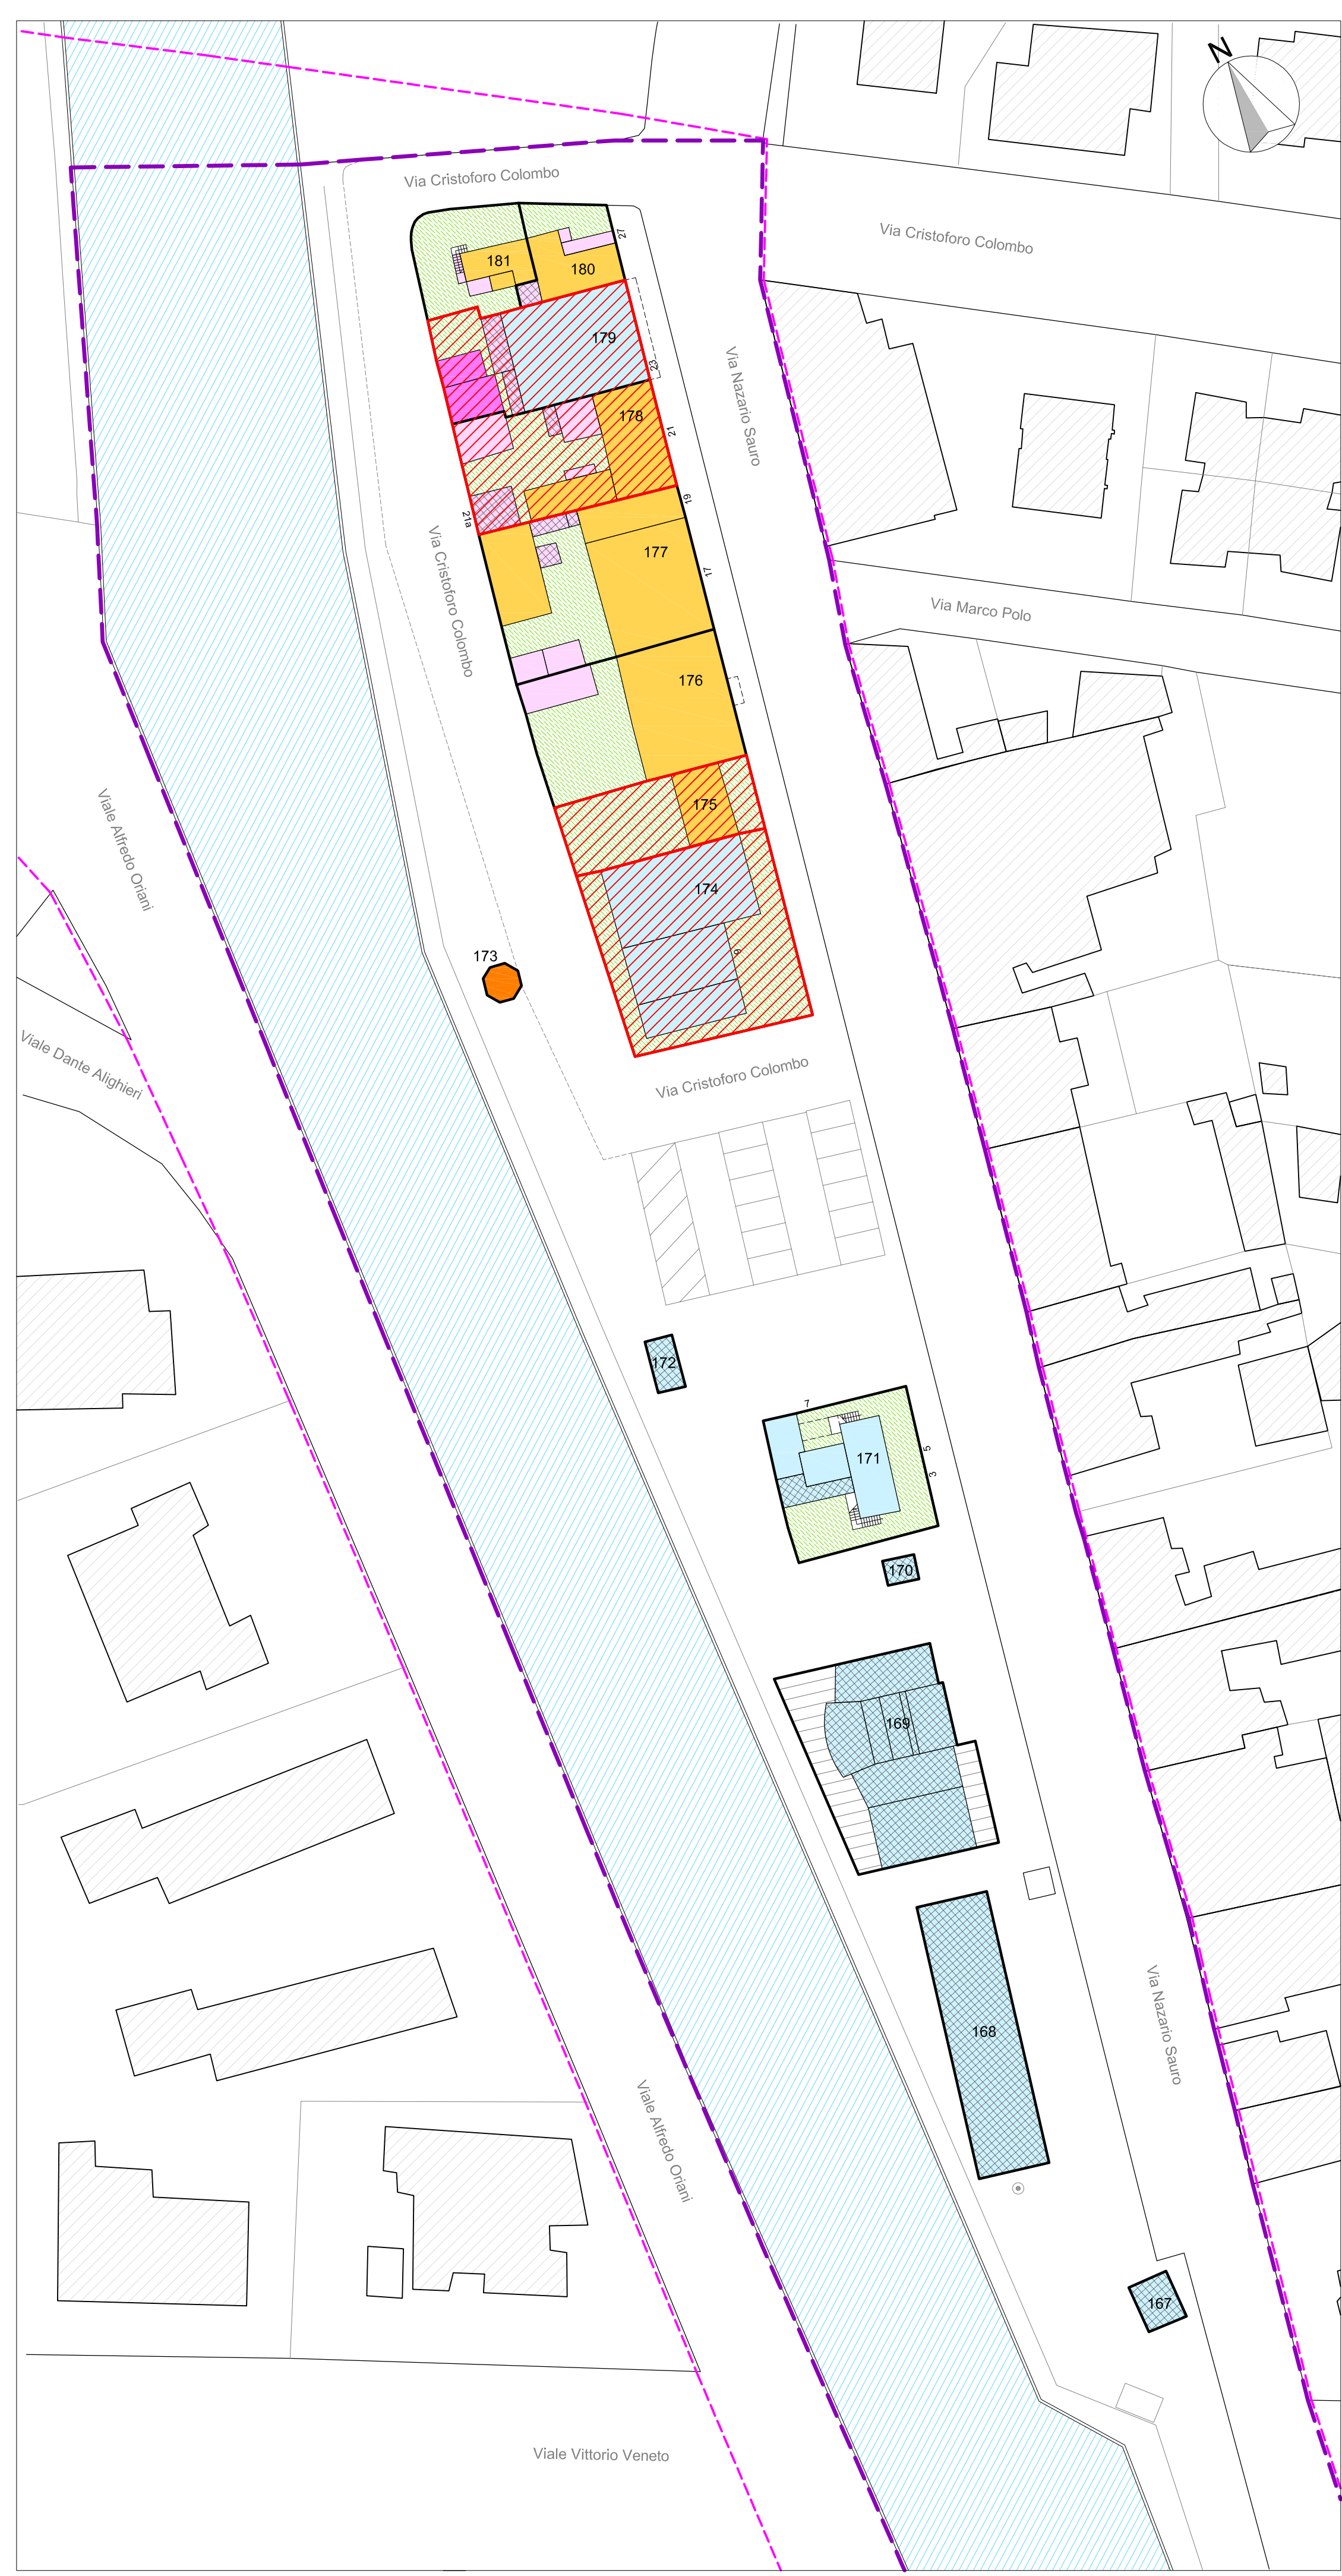 N
Via Cristoforo Colombo
Via Cristoforo Colombo
27
181
180
179
23
Via Nazario Sauro
178
21
19
21a
177
17
Via Cristoforo Colombo
Via Marco Polo
176
175
Viale Alfredo Oriani
174
9
173
Viale Dante Alighieri
Via Cristoforo Colombo
172
7
171
5
3
170
169
Via Nazario Sauro
168
Viale Alfredo Oriani
167
Viale Vittorio Veneto